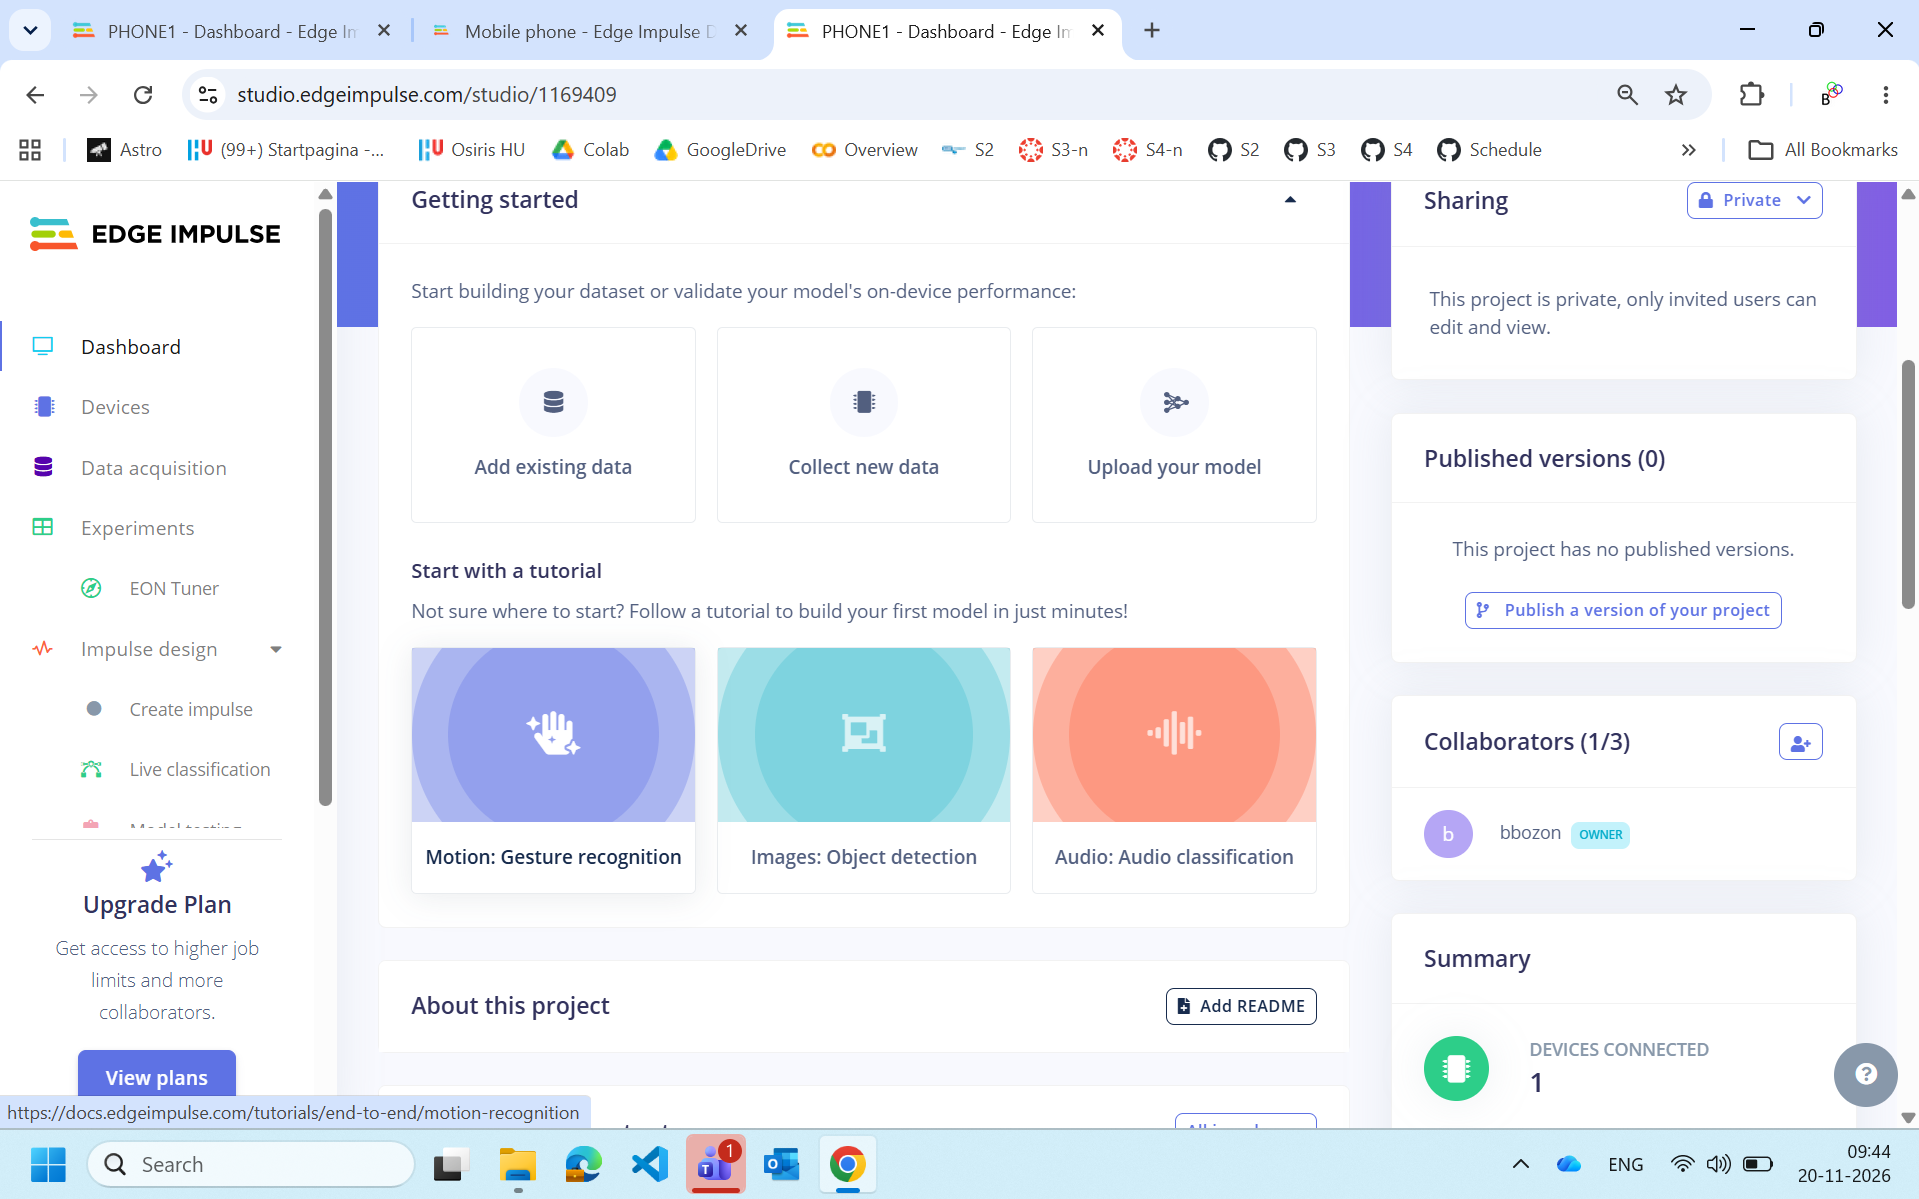 PHONE1 - Dashboard - Edge Im
Mobile phone - Edge Impulse D
PHONE1 - Dashboard - Edge Im
studio.edgeimpulse.com/studio/1169409
Astro
(99+) Startpagina -...
Osiris HU
Colab
GoogleDrive
Overview
S2
S3-n
S4-n
S2
S3
S4
Schedule
All Bookmarks
EDGE IMPULSE
Dashboard
Devices
Data acquisition
Experiments
EON Tuner
Impulse design
Create impulse
Live classification
Model testing
Upgrade Plan
Get access to higher job
limits and more
collaborators.
View plans
Getting started
Start building your dataset or validate your model's on-device performance:
Add existing data
Collect new data
Upload your model
Start with a tutorial
Not sure where to start? Follow a tutorial to build your first model in just minutes!
Motion: Gesture recognition
Images: Object detection
Audio: Audio classification
About this project
Add README
Sharing
Private
This project is private, only invited users can
edit and view.
Published versions (0)
This project has no published versions.
Publish a version of your project
Collaborators (1/3)
b
bbozon
OWNER
Summary
DEVICES CONNECTED
1
?
https://docs.edgeimpulse.com/tutorials/end-to-end/motion-recognition
Search
1
ENG
09:44
20-11-2026